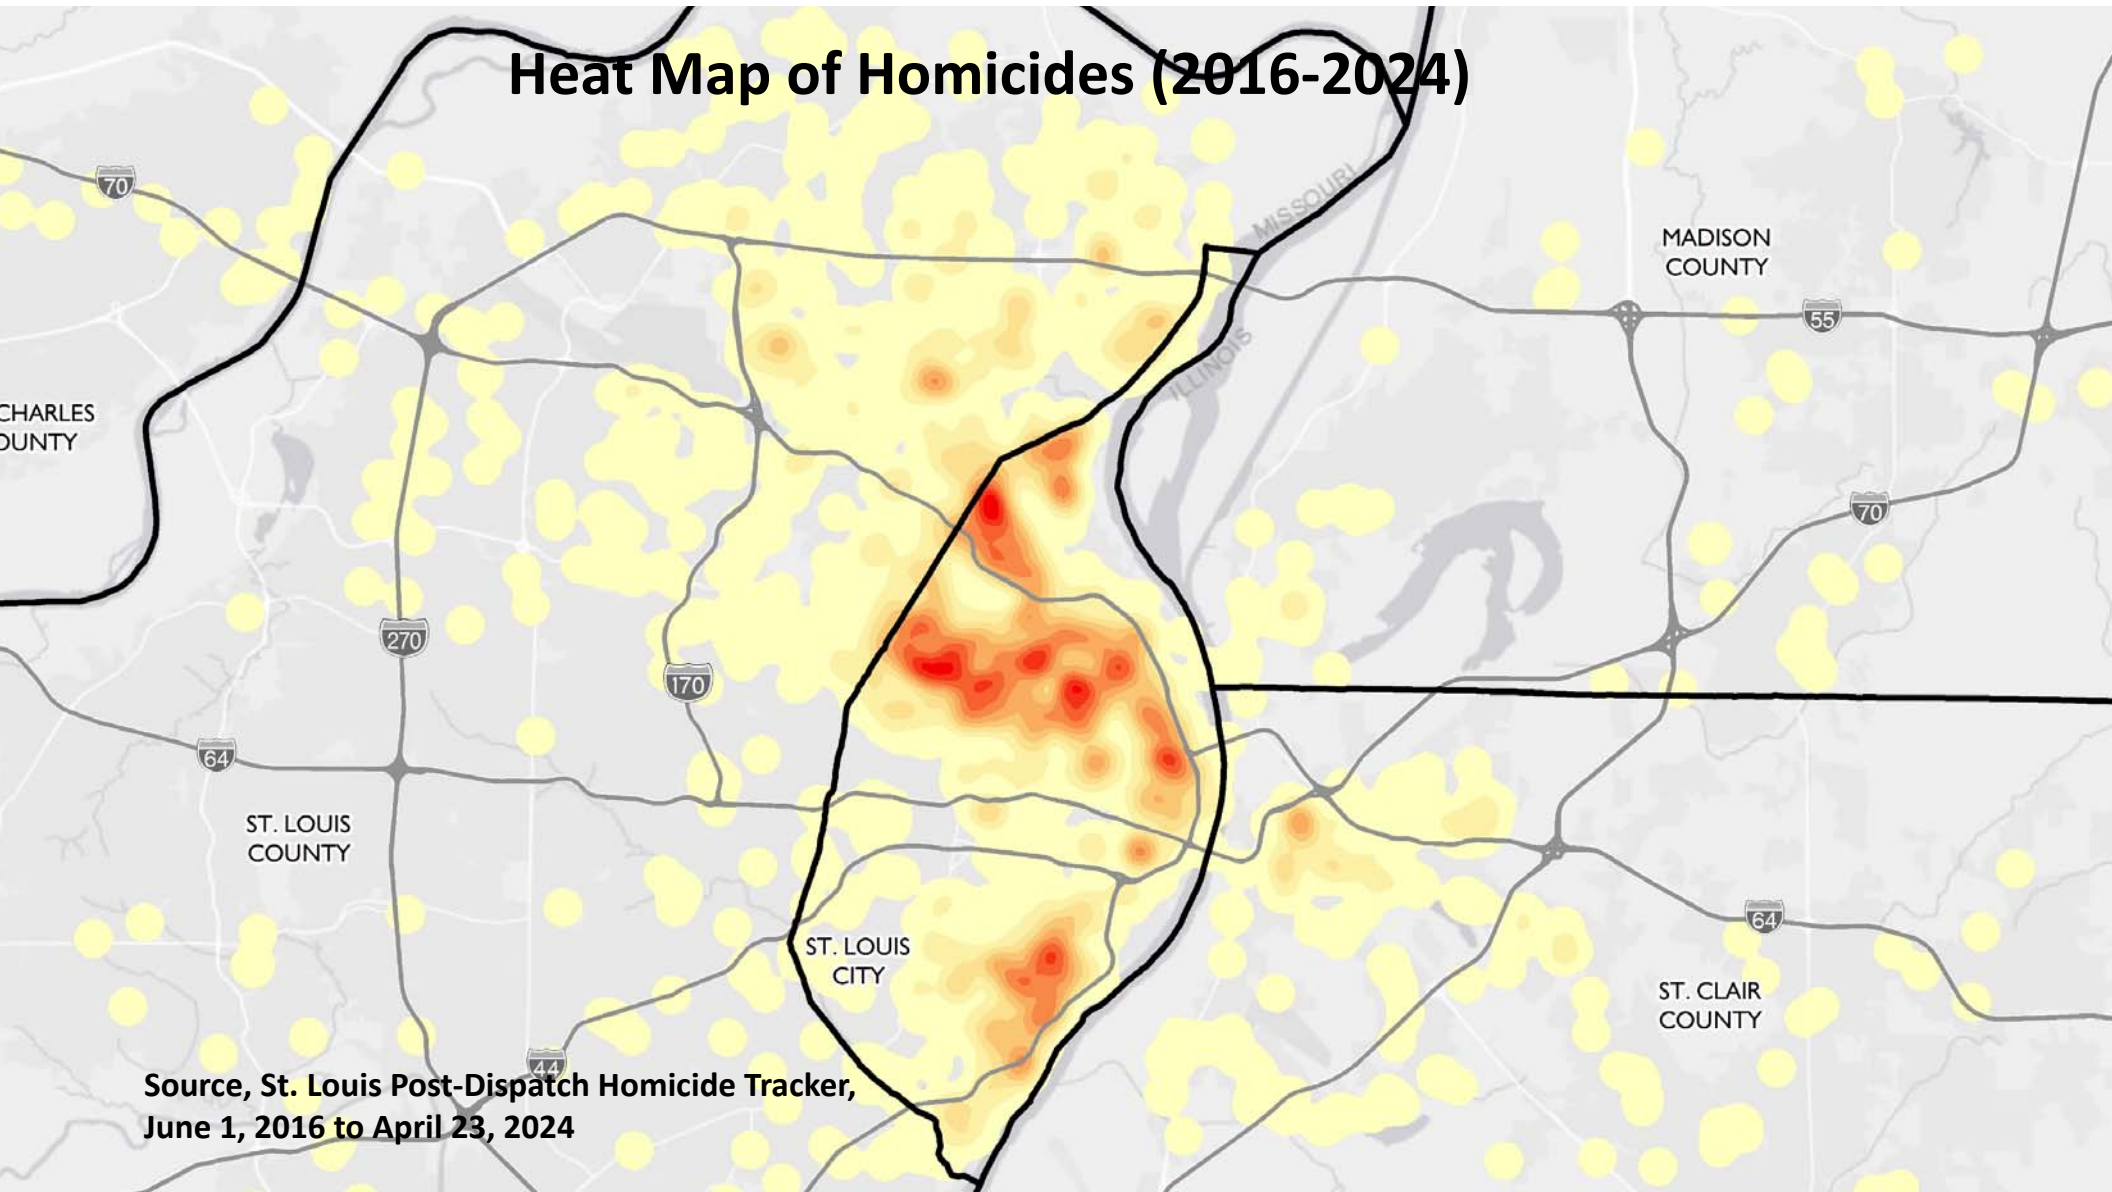 Heat Map of Homicides (2016-2024)
70
MISSOURI
MADISON
COUNTY
55
ILLINOIS
CHARLES
OUNTY
70
270
170
64
ST. LOUIS
COUNTY
64
ST. LOUIS
CITY
ST. CLAIR
COUNTY
44
Source, St. Louis Post-Dispatch Homicide Tracker,
June 1, 2016 to April 23, 2024